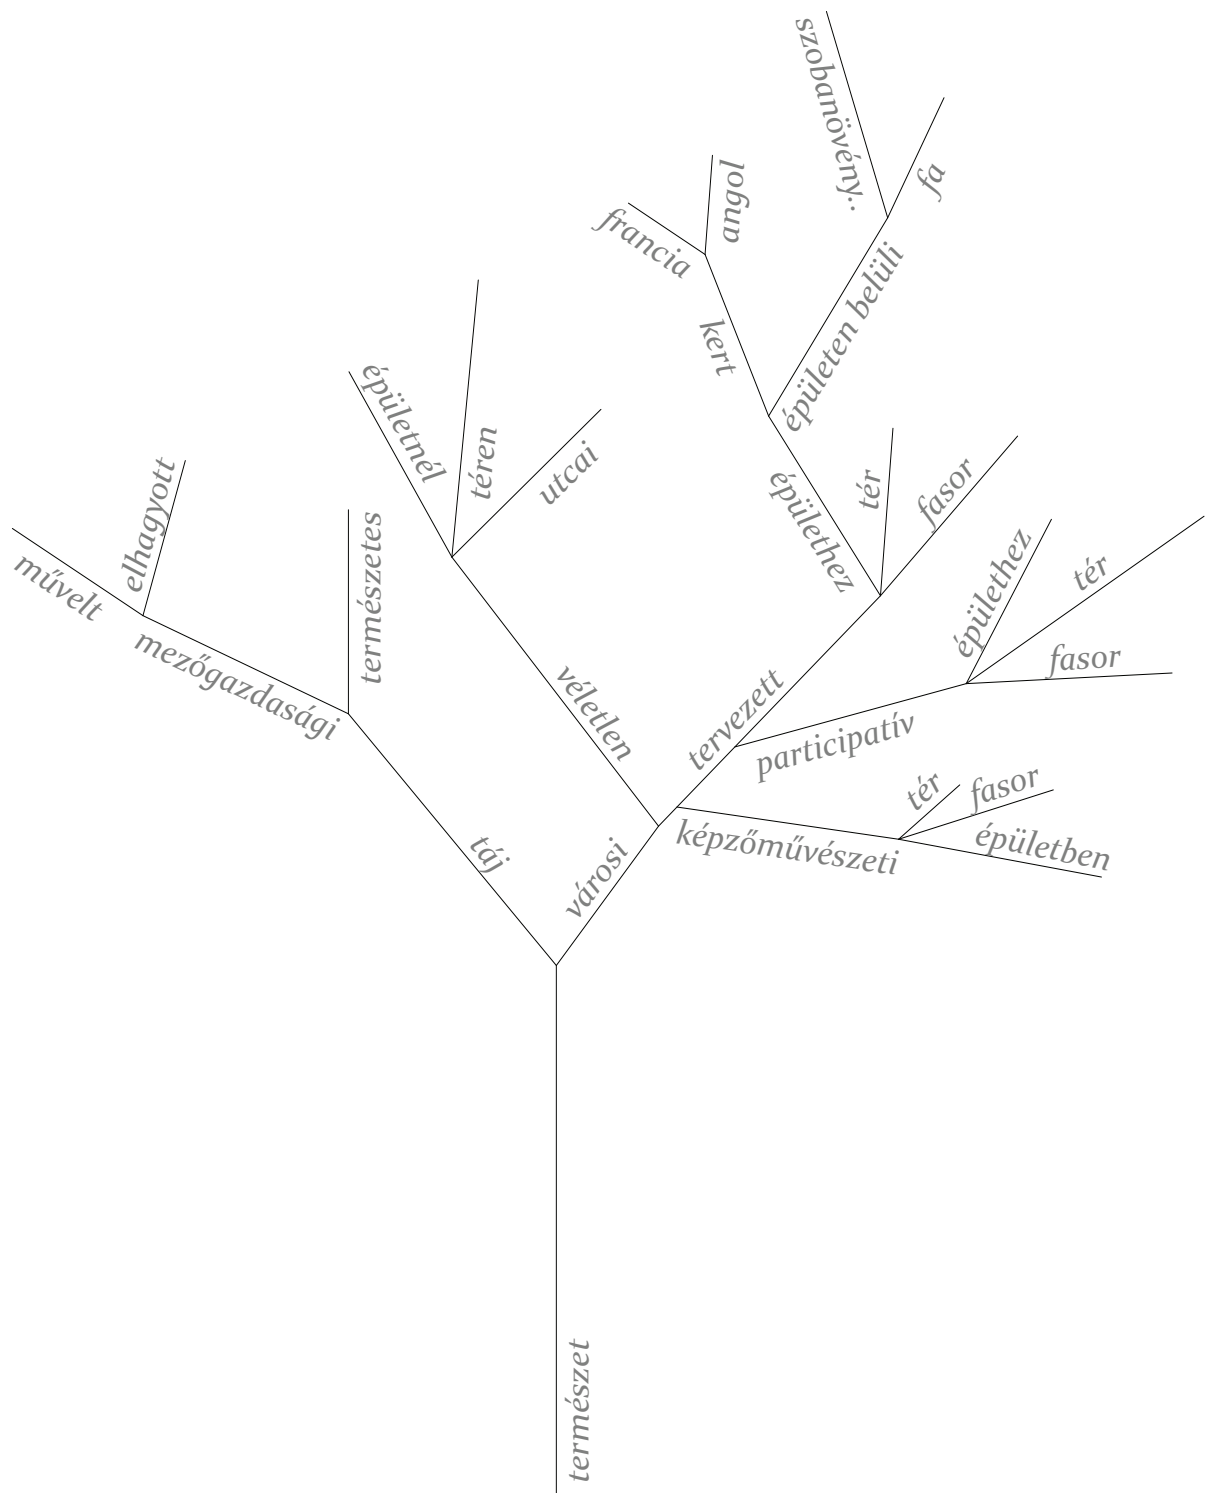 szobanövény..
fa
angol
francia
épületen belüli
kert
épületnél
téren
utcai
épülethez
tér
fasor
elhagyott
művelt
természetes
mezőgazdasági
épülethez
tér
fasor
véletlen
tervezett
participatív
tér
fasor
épületben
képzőművészeti
táj
városi
természet